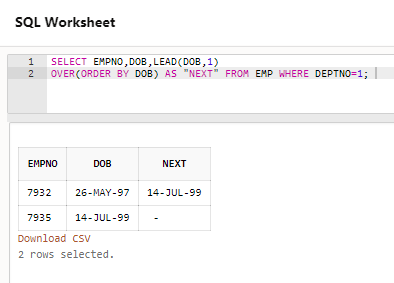 SQL Worksheet
1 SELECT EMPNO,DOB,LEAD(DOB,1)
2 OVER(ORDER BY DOB) AS "NEXT" FROM EMP WHERE DEPTNO=1;
EMPNO DOB NEXT
7932 26-MAY-97 14-JUL-99
7935 14-JUL-99 -
Download CSV
2 rows selected.